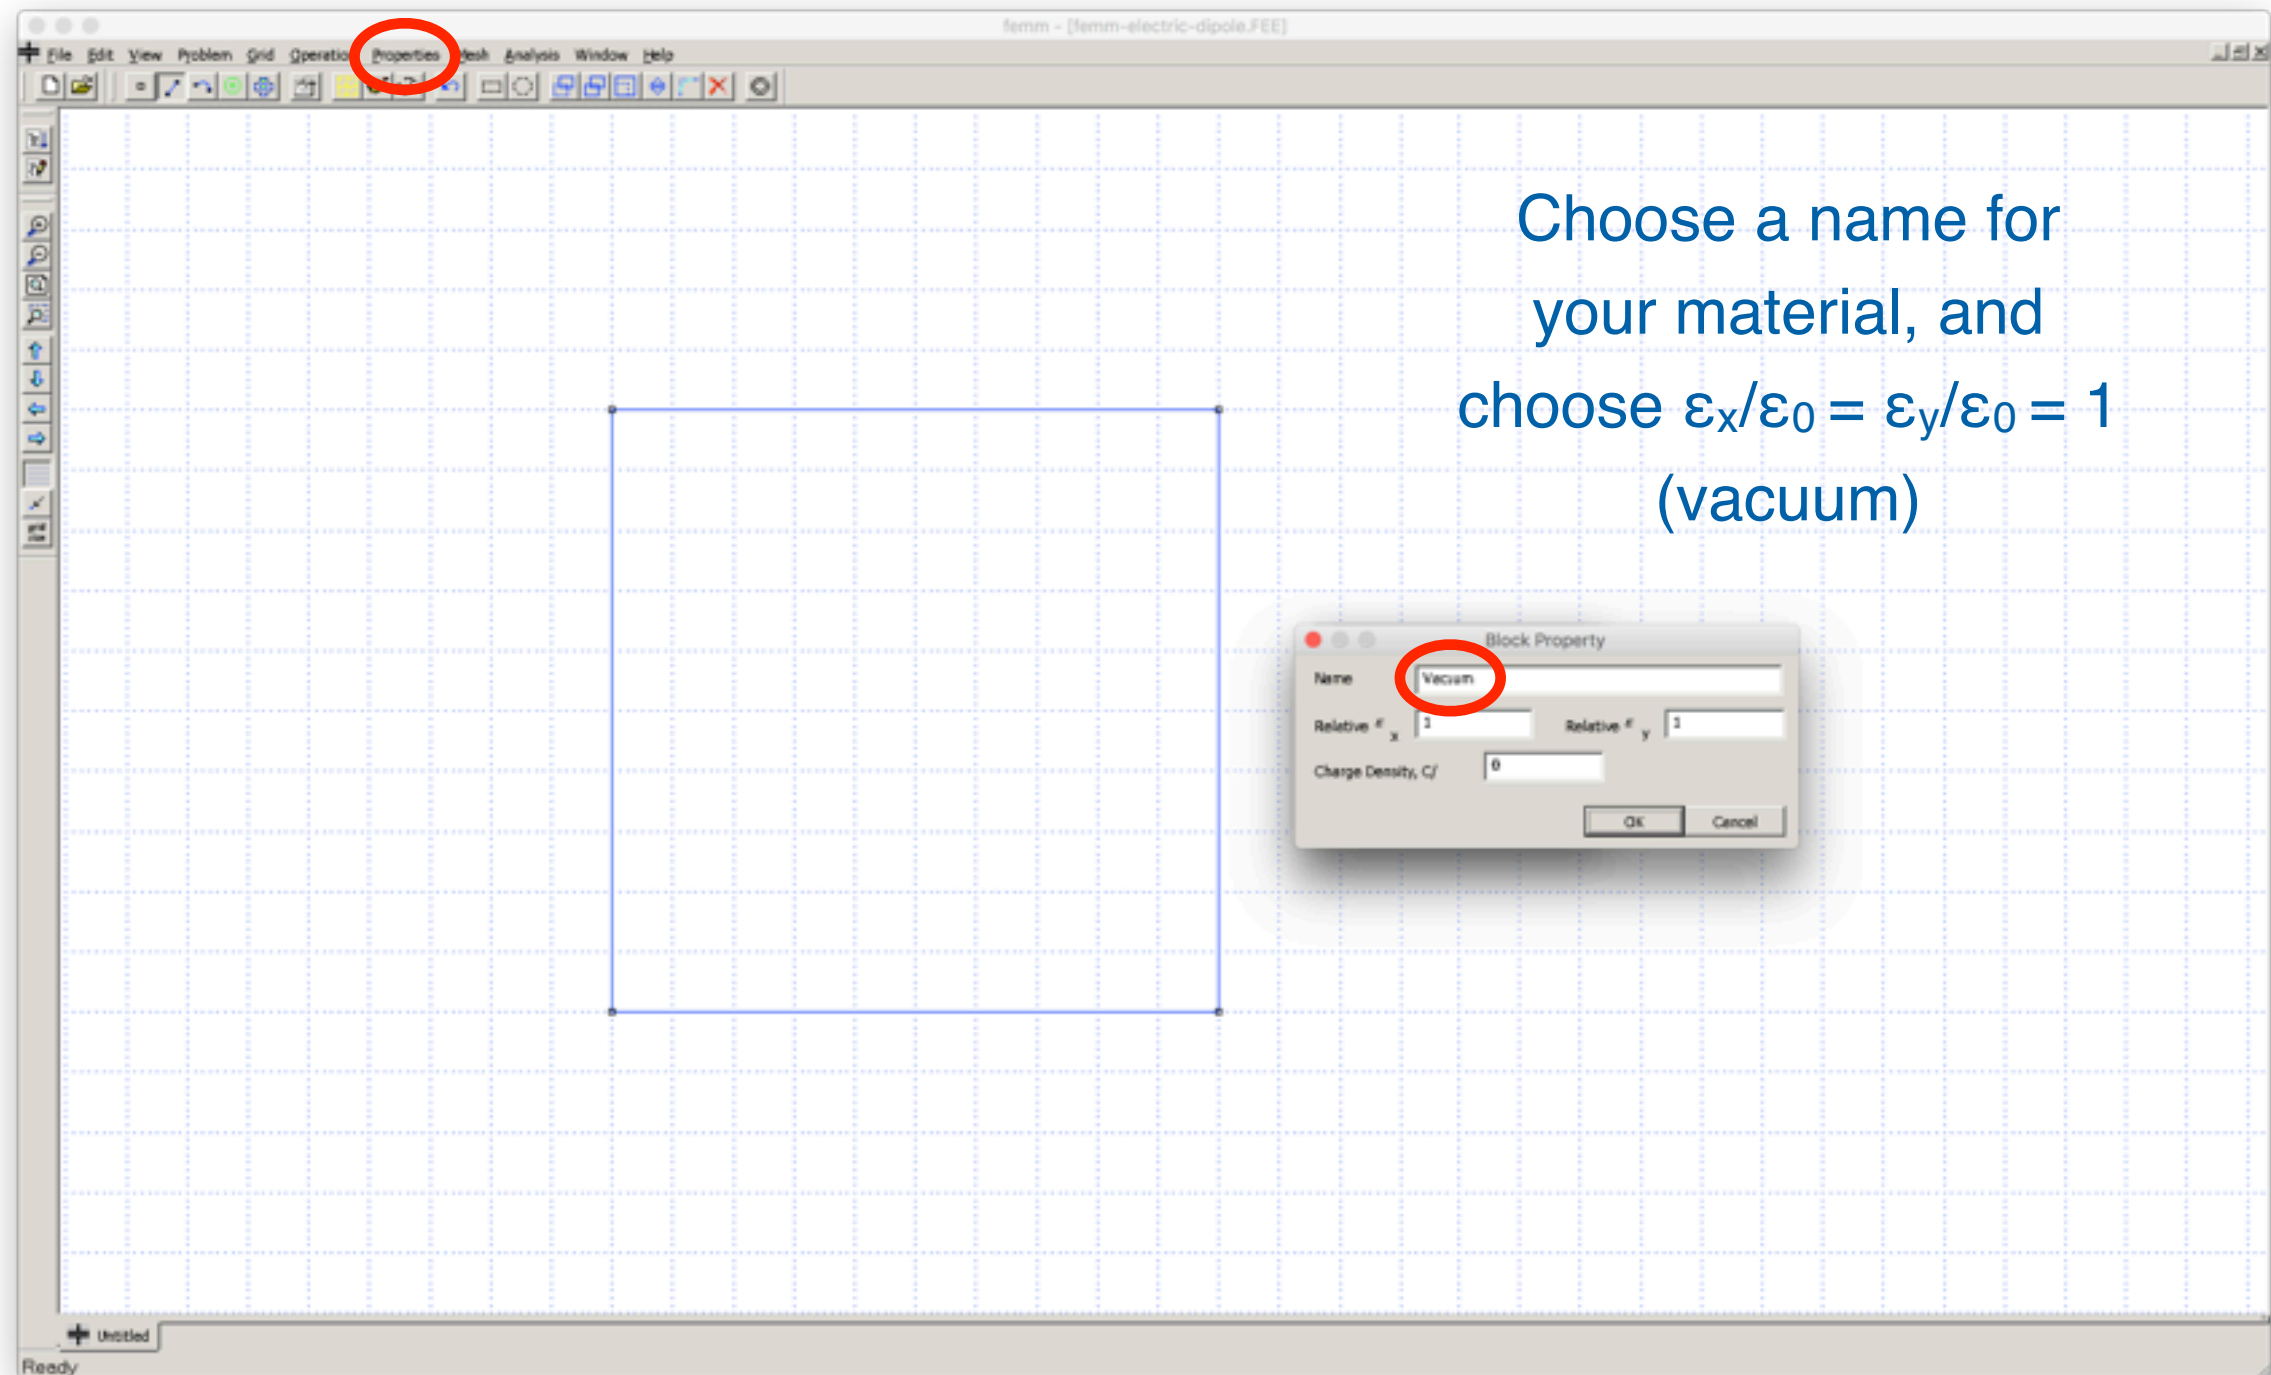 femm - [femm-electric-dipole.FEE]
File Edit View Problem Grid Operation Properties Mesh Analysis Window Help
Choose a name for
your material, and
choose εx/ε0 = εy/ε0 = 1
(vacuum)
Block Property
Name Vacuum
Relative ε x 1 Relative ε y 1
Charge Density, C/ 0
OK Cancel
Untitled
Ready